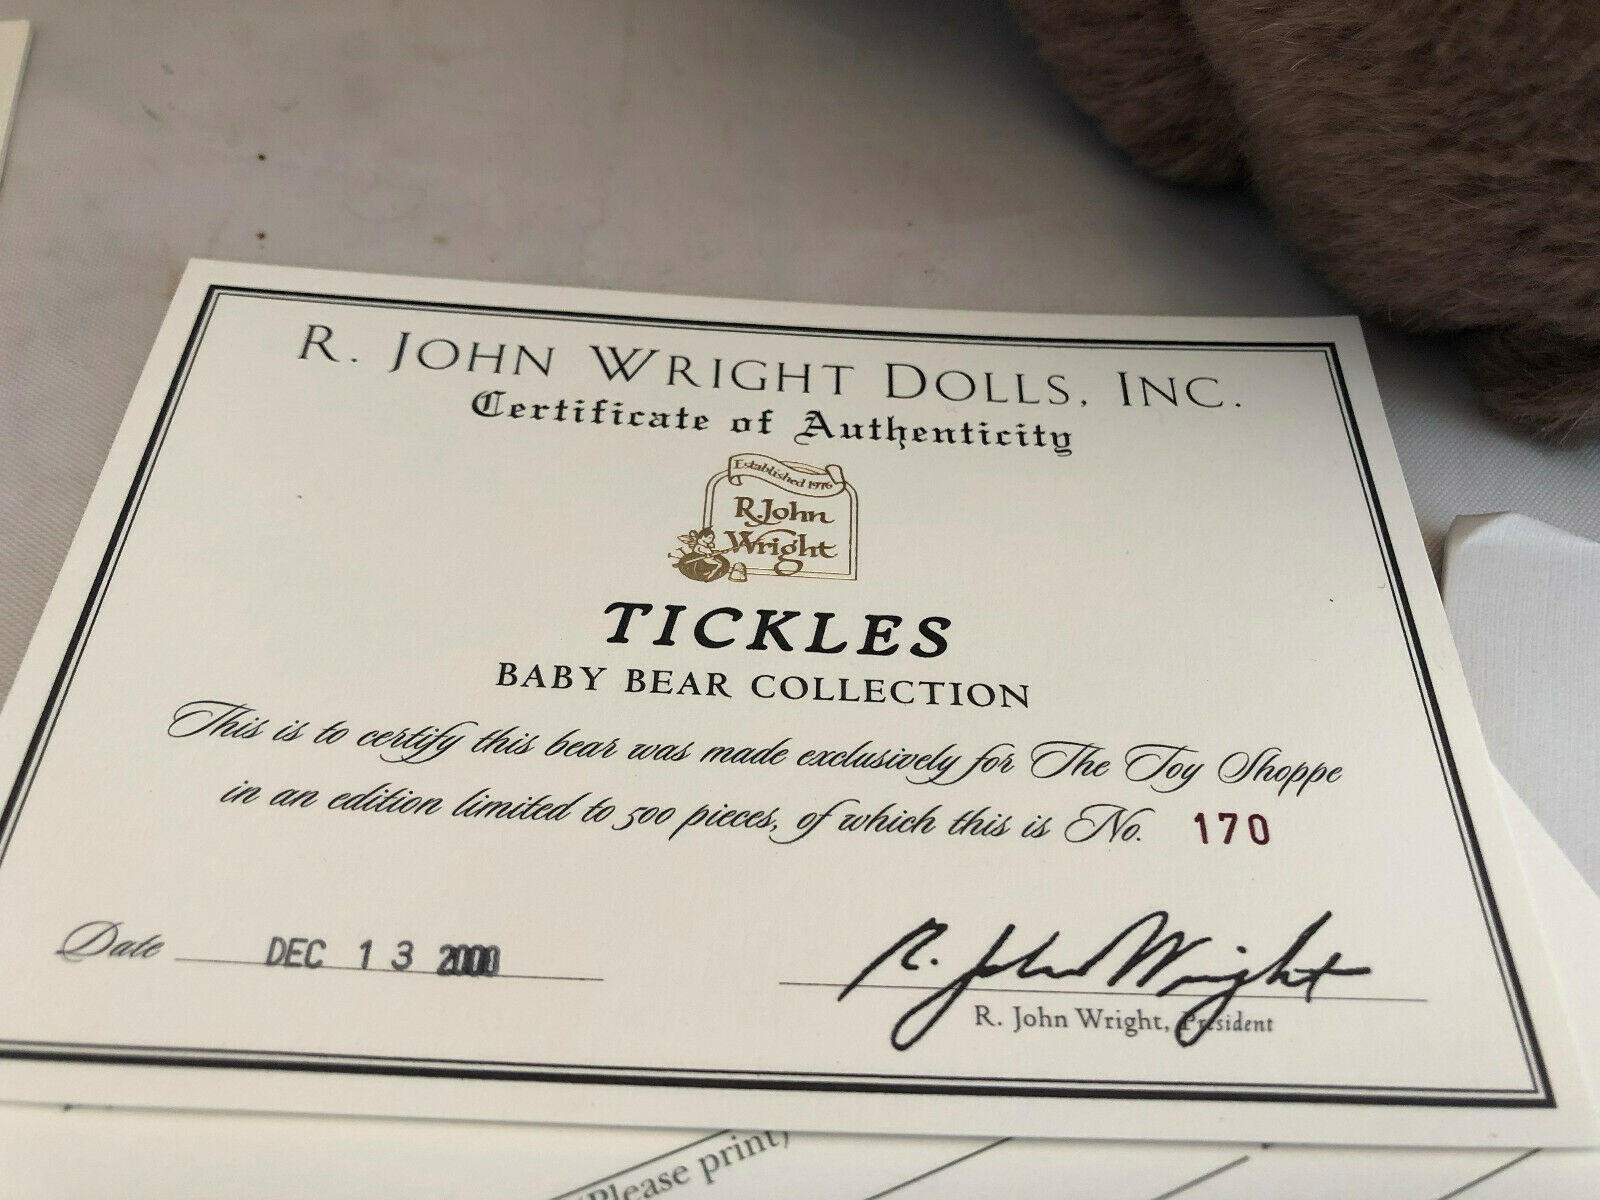 R. JOHN WRIGHT DOLLS, INC.
Certificate of Authenticity
Established 1976
R. John
Wright
TICKLES
BABY BEAR COLLECTION
This is to certify this bear was made exclusively for The Toy Shoppe
in an edition limited to 500 pieces, of which this is No. 170
Date DEC 13 2000
R. John Wright
R. John Wright, President
(Please print)